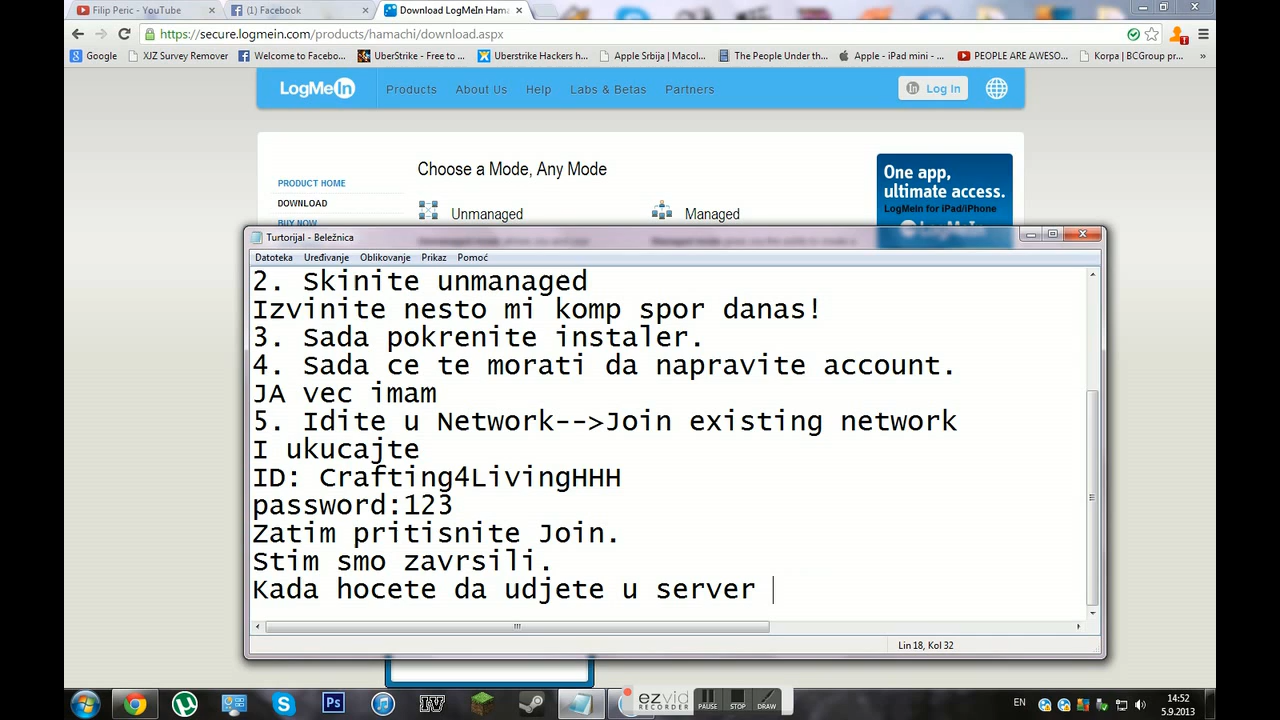 Filip Peric - YouTube
(1) Facebook
Download LogMeIn Hama
https://secure.logmein.com/products/hamachi/download.aspx
Google
XJZ Survey Remover
Welcome to Facebo...
UberStrike - Free to ...
Uberstrike Hackers h...
Apple Srbija | Macol...
The People Under th...
Apple - iPad mini - ...
PEOPLE ARE AWESO...
Korpa | BCGroup pr...
»
LogMeIn
Products
About Us
Help
Labs & Betas
Partners
in Log In
PRODUCT HOME
DOWNLOAD
BUY NOW
Choose a Mode, Any Mode
Unmanaged
Managed
One app,
ultimate access.
LogMeIn for iPad/iPhone
LogMeIn
Turtorijal - Beležnica
Datoteka Uređivanje Oblikovanje Prikaz Pomoć
2. Skinite unmanaged
Izvinite nesto mi komp spor danas!
3. Sada pokrenite instaler.
4. Sada ce te morati da napravite account.
JA vec imam
5. Idite u Network-->Join existing network
I ukucajte
ID: Crafting4LivingHHH
password:123
Zatim pritisnite Join.
Stim smo zavrsili.
Kada hocete da udjete u server
Lin 18, Kol 32
Ps
IV
ezvid
RECORDER
PAUSE
STOP
DRAW
EN
14:52
5.9.2013